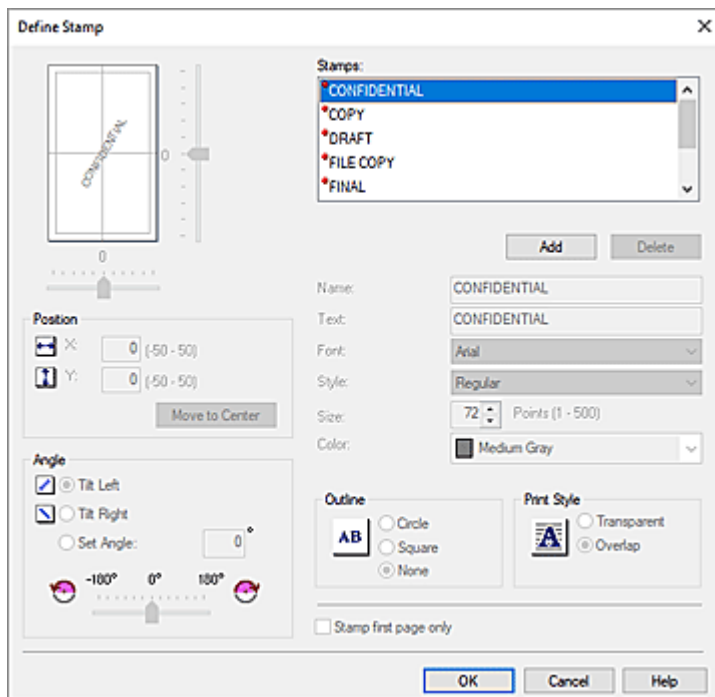 Define Stamp
CONFIDENTIAL
0
0
Position
X: 0 (-50 - 50)
Y: 0 (-50 - 50)
Move to Center
Angle
Tilt Left
Tilt Right
Set Angle: 0 °
-180° 0° 180°
Stamps:
CONFIDENTIAL
COPY
DRAFT
FILE COPY
FINAL
Add Delete
Name: CONFIDENTIAL
Text: CONFIDENTIAL
Font: Arial
Style: Regular
Size: 72 Points (1 - 500)
Color: Medium Gray
Outline
AB
Circle
Square
None
Print Style
A
Transparent
Overlap
Stamp first page only
OK Cancel Help